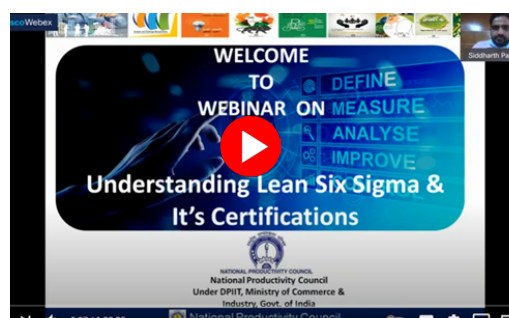 scoWebex
Siddharth Pa
WELCOME
TO
WEBINAR ON
DEFINE
MEASURE
ANALYSE
IMPROVE
Understanding Lean Six Sigma &
It's Certifications
NATIONAL PRODUCTIVITY COUNCIL
National Productivity Council
Under DPIIT, Ministry of Commerce &
Industry, Govt. of India
National Productivity Council